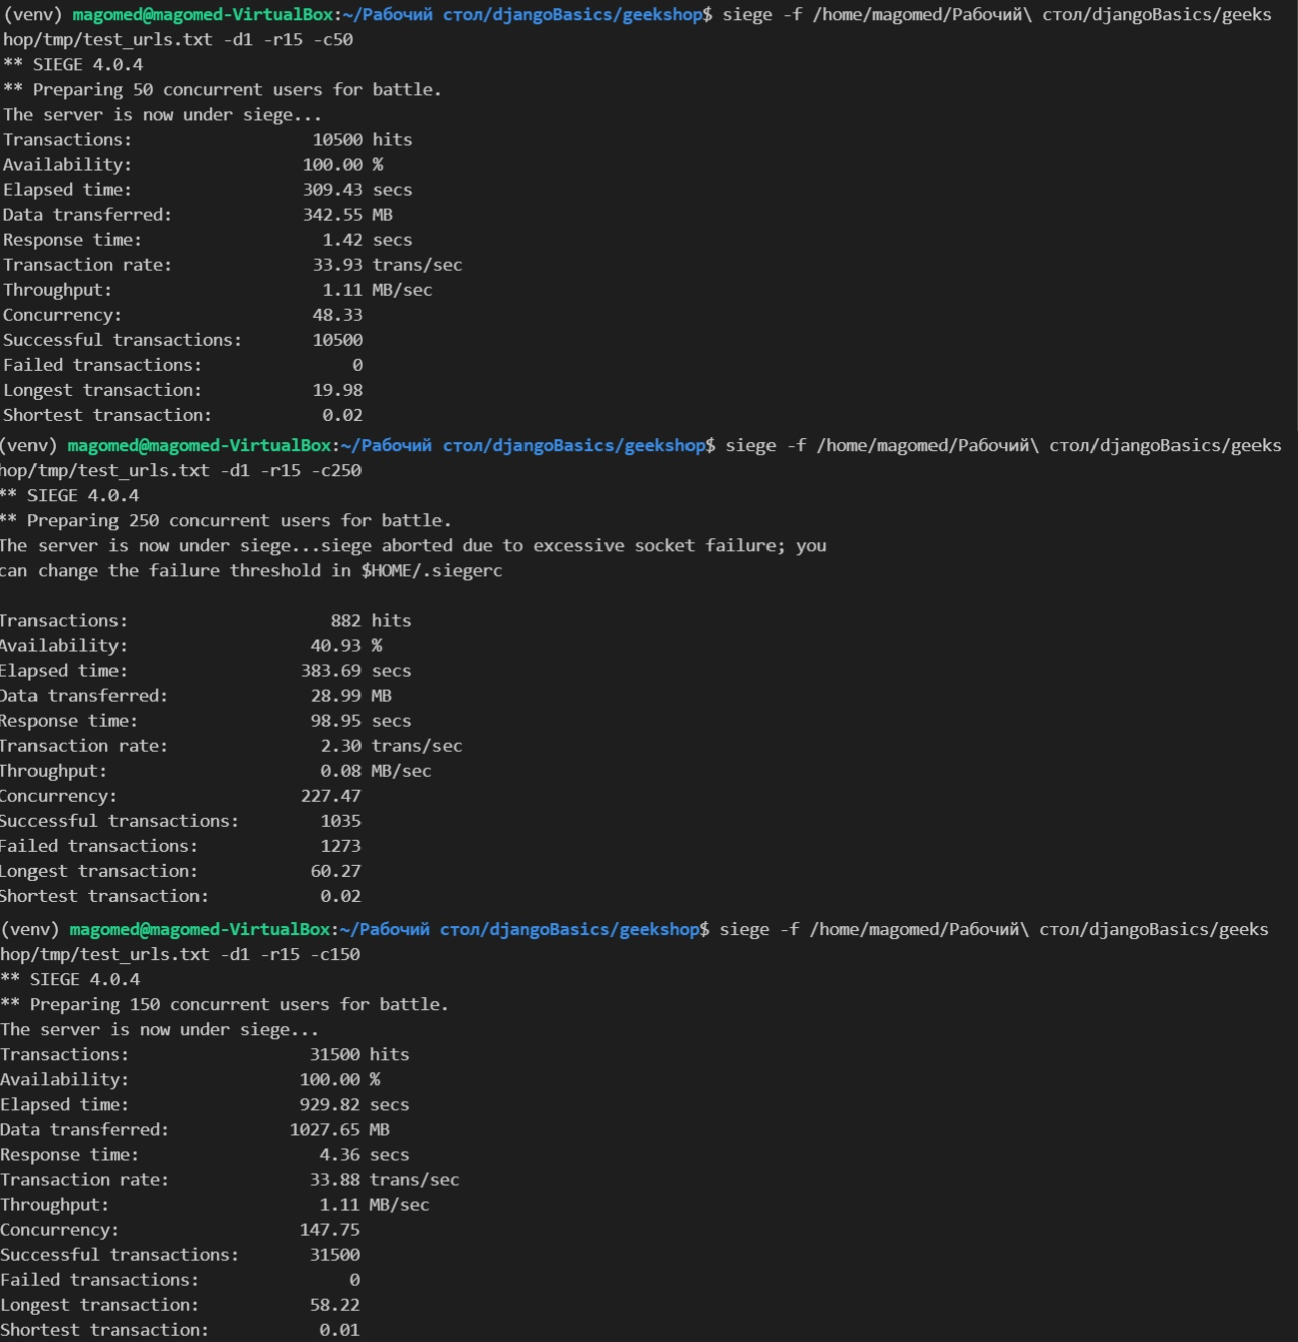 (venv) magomed@magomed-VirtualBox:~/Рабочий стол/djangoBasics/geekshop$ siege -f /home/magomed/Рабочий\ стол/djangoBasics/geeks
hop/tmp/test_urls.txt -d1 -r15 -c50
** SIEGE 4.0.4
** Preparing 50 concurrent users for battle.
The server is now under siege...
Transactions: 10500 hits
Availability: 100.00 %
Elapsed time: 309.43 secs
Data transferred: 342.55 MB
Response time: 1.42 secs
Transaction rate: 33.93 trans/sec
Throughput: 1.11 MB/sec
Concurrency: 48.33
Successful transactions: 10500
Failed transactions: 0
Longest transaction: 19.98
Shortest transaction: 0.02
(venv) magomed@magomed-VirtualBox:~/Рабочий стол/djangoBasics/geekshop$ siege -f /home/magomed/Рабочий\ стол/djangoBasics/geeks
hop/tmp/test_urls.txt -d1 -r15 -c250
** SIEGE 4.0.4
** Preparing 250 concurrent users for battle.
The server is now under siege...siege aborted due to excessive socket failure; you
can change the failure threshold in $HOME/.siegerc
Transactions: 882 hits
Availability: 40.93 %
Elapsed time: 383.69 secs
Data transferred: 28.99 MB
Response time: 98.95 secs
Transaction rate: 2.30 trans/sec
Throughput: 0.08 MB/sec
Concurrency: 227.47
Successful transactions: 1035
Failed transactions: 1273
Longest transaction: 60.27
Shortest transaction: 0.02
(venv) magomed@magomed-VirtualBox:~/Рабочий стол/djangoBasics/geekshop$ siege -f /home/magomed/Рабочий\ стол/djangoBasics/geeks
hop/tmp/test_urls.txt -d1 -r15 -c150
** SIEGE 4.0.4
** Preparing 150 concurrent users for battle.
The server is now under siege...
Transactions: 31500 hits
Availability: 100.00 %
Elapsed time: 929.82 secs
Data transferred: 1027.65 MB
Response time: 4.36 secs
Transaction rate: 33.88 trans/sec
Throughput: 1.11 MB/sec
Concurrency: 147.75
Successful transactions: 31500
Failed transactions: 0
Longest transaction: 58.22
Shortest transaction: 0.01